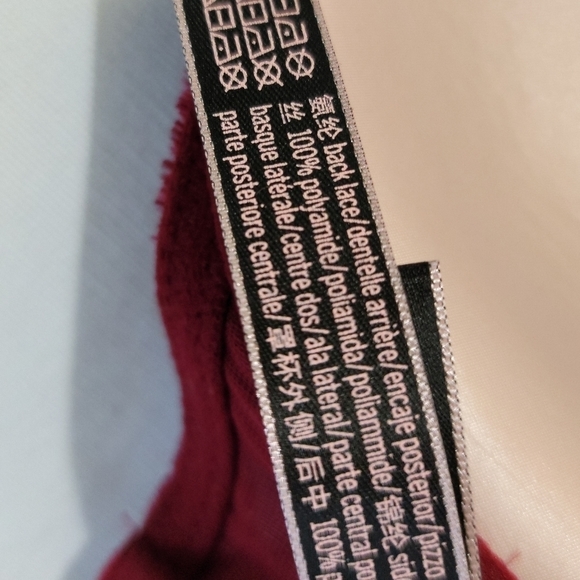 氨纶 back lace/dentelle arrière/encaje posterior/pizzo
丝 100% polyamide/poliamida/poliammide/锦纶 side
basque latérale/centre dos/ala lateral/parte central
parte posteriore centrale/罩杯外侧/后中 100%